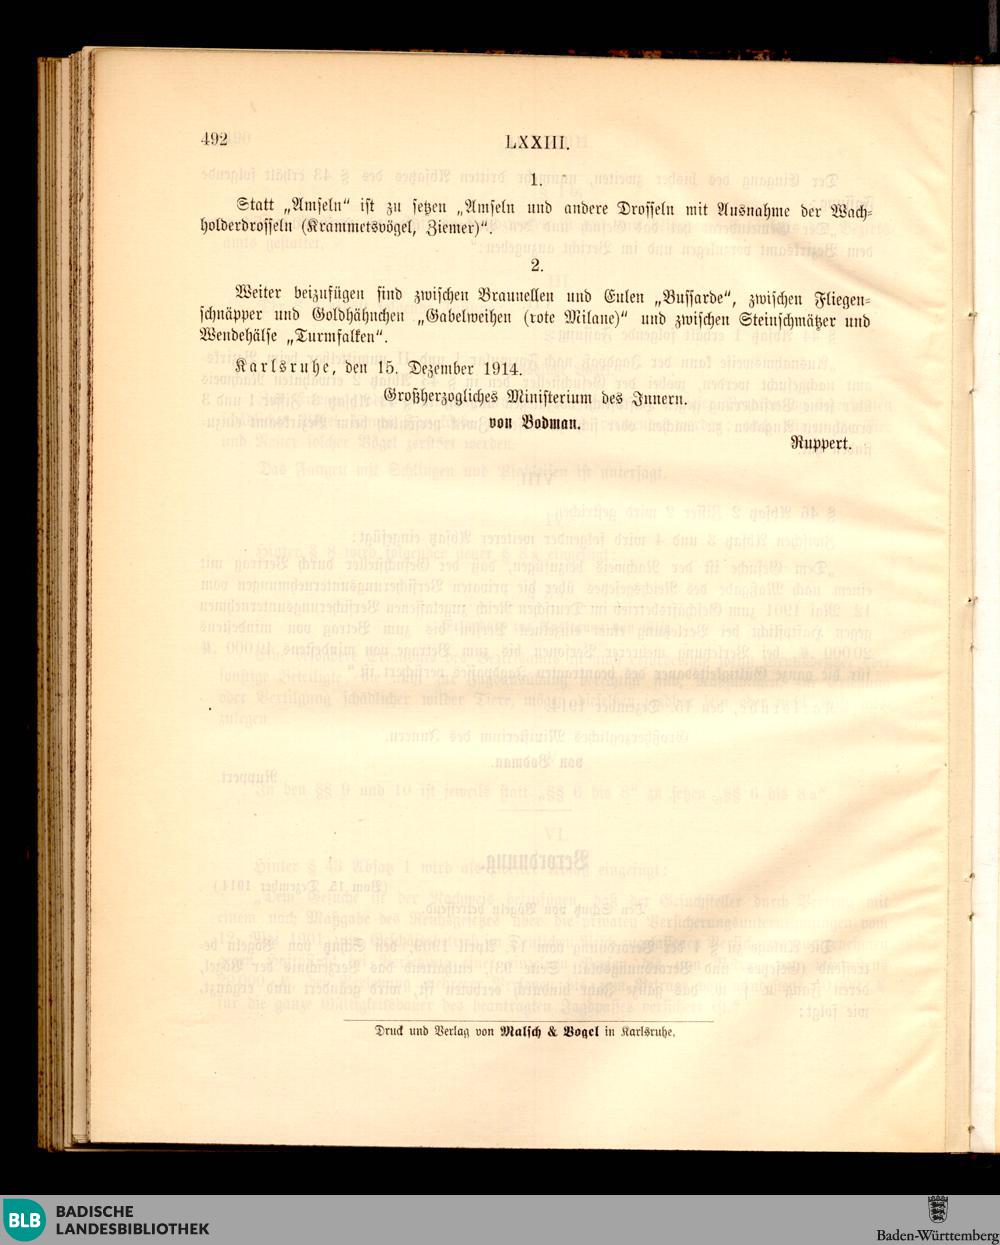 492
LXXIII.
1.
Statt „Amseln“ ist zu setzen „Amseln und andere Drosseln mit Ausnahme der Wach-
holderdrosseln (Krammetsvögel, Ziemer)“.
2.
Weiter beizufügen sind zwischen Braunellen und Eulen „Bussarde“, zwischen Fliegen-
schnäpper und Goldhähnchen „Gabelweihen (rote Milane)“ und zwischen Steinschmätzer und
Wendehälse „Turmfalken“.
Karlsruhe, den 15. Dezember 1914.
Großherzogliches Ministerium des Innern.
von Bodman.
Ruppert.
Druck und Verlag von Malsch & Vogel in Karlsruhe.
BLB
BADISCHE
LANDESBIBLIOTHEK
Baden-Württemberg